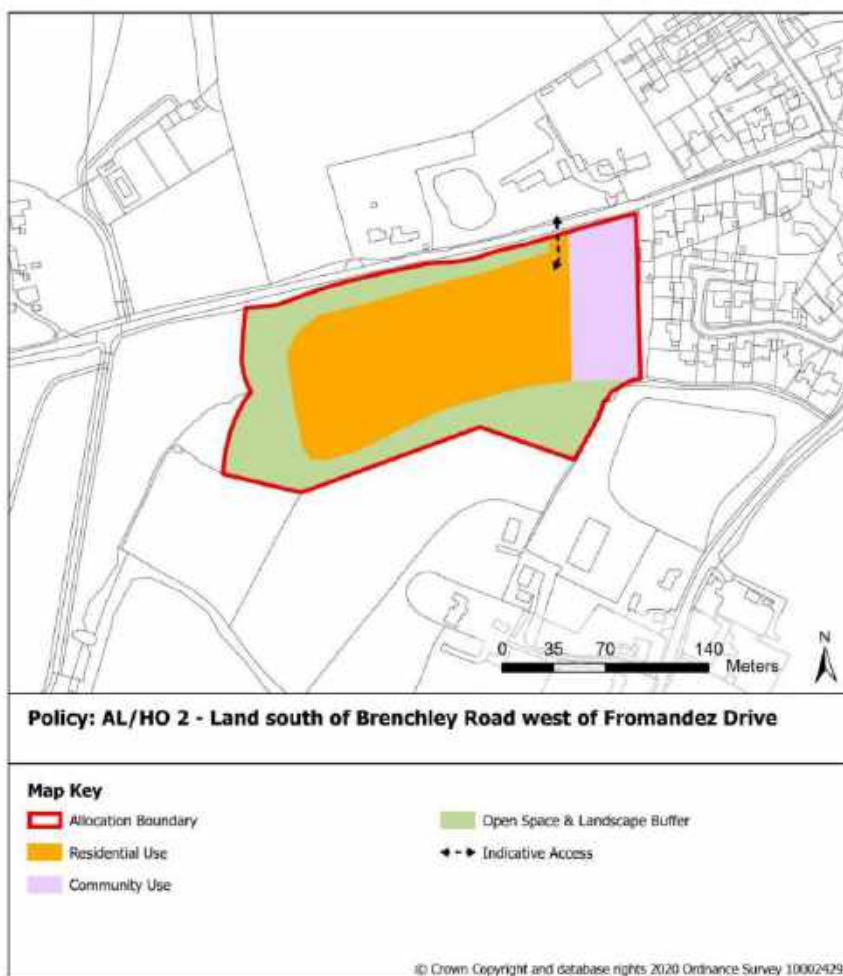 N
0 35 70 140
Meters
Policy: AL/HO 2 - Land south of Brenchley Road west of Fromandez Drive
Map Key
Allocation Boundary
Residential Use
Community Use
Open Space & Landscape Buffer
Indicative Access
© Crown Copyright and database rights 2020 Ordnance Survey 10002429